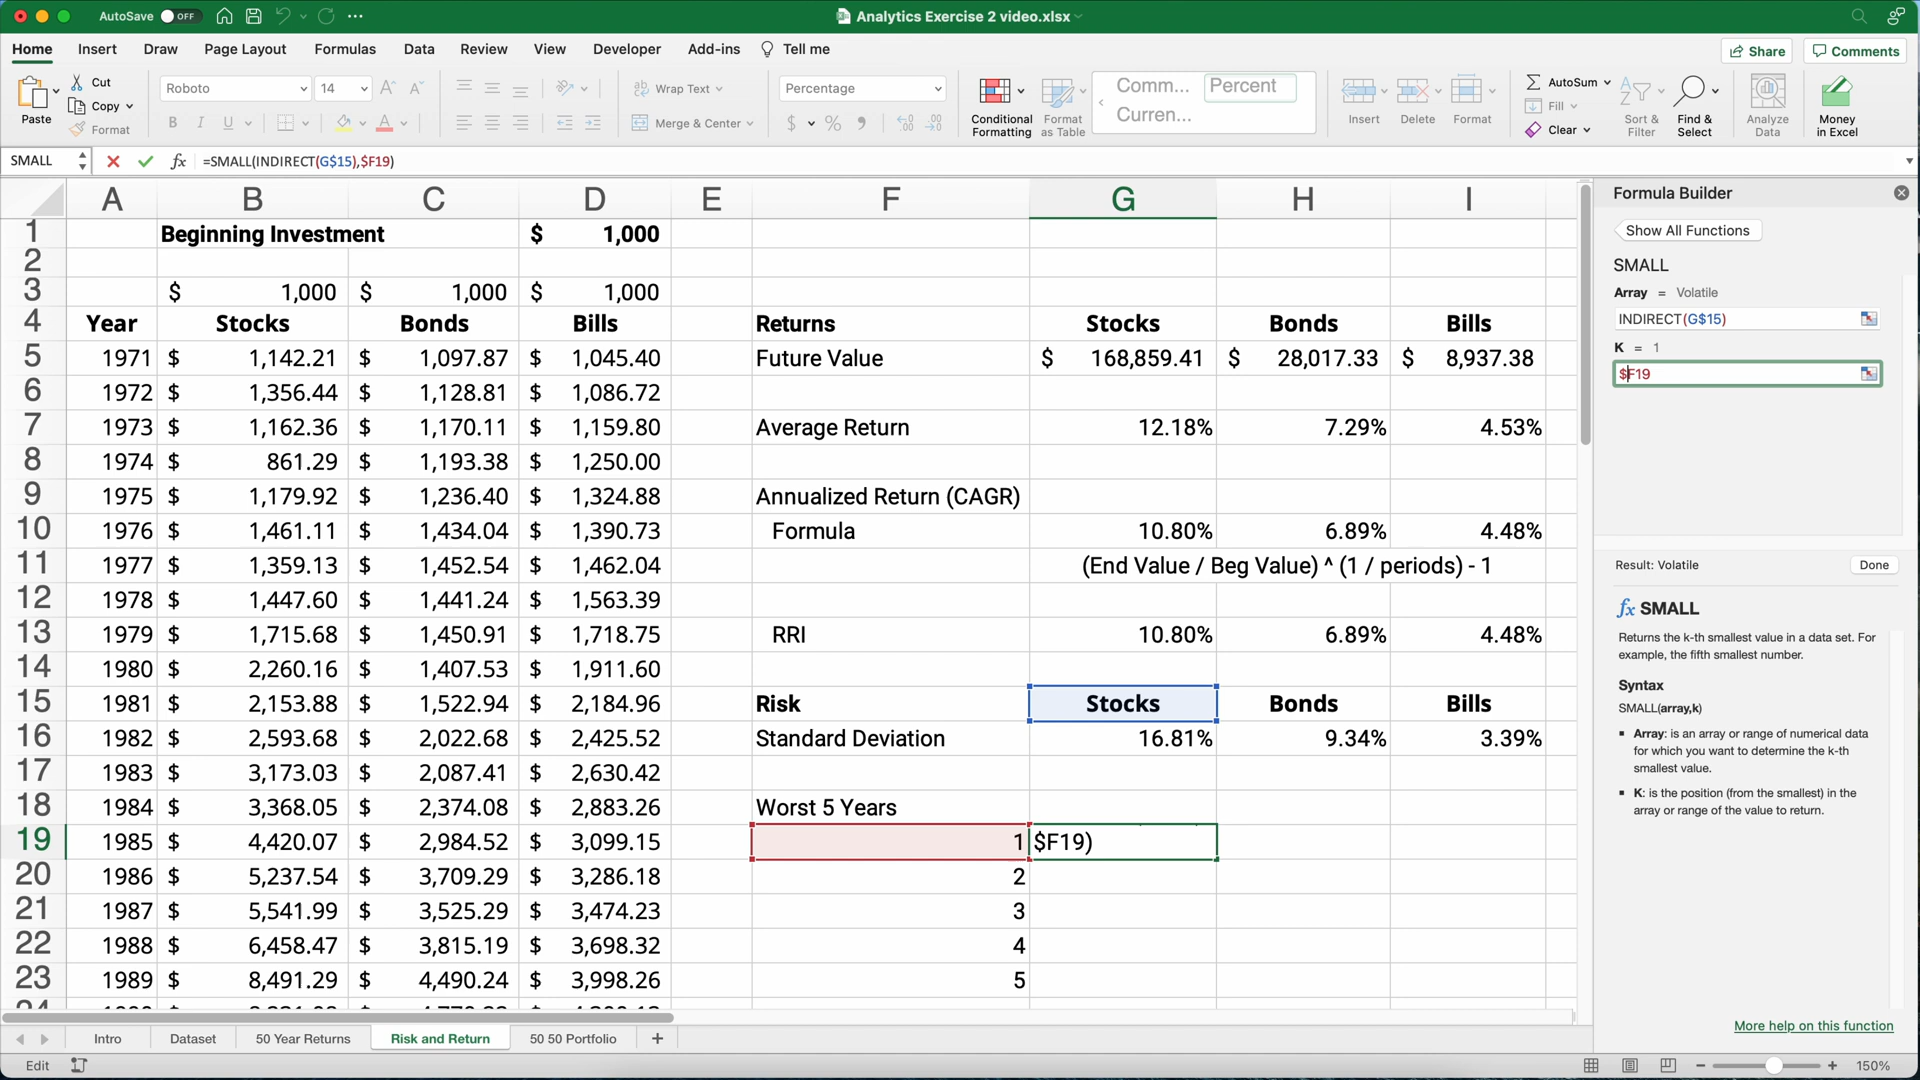 AutoSave OFF
Analytics Exercise 2 video.xlsx
Home Insert Draw Page Layout Formulas Data Review View Developer Add-ins Tell me Share Comments
Paste
Cut
Copy
Format
Roboto 14
B I U
A A
ab Wrap Text
Merge & Center
Percentage
$ %
Conditional Formatting
Format as Table
Comm... Percent
Curren...
Insert Delete Format
AutoSum
Fill
Clear
Sort & Filter
Find & Select
Analyze Data
Money in Excel
SMALL fx =SMALL(INDIRECT(G$15),$F19)
A B C D E F G H I
1 Beginning Investment $ 1,000
2
3 $ 1,000 $ 1,000 $ 1,000
4 Year Stocks Bonds Bills Returns Stocks Bonds Bills
5 1971 $ 1,142.21 $ 1,097.87 $ 1,045.40 Future Value $ 168,859.41 $ 28,017.33 $ 8,937.38
6 1972 $ 1,356.44 $ 1,128.81 $ 1,086.72
7 1973 $ 1,162.36 $ 1,170.11 $ 1,159.80 Average Return 12.18% 7.29% 4.53%
8 1974 $ 861.29 $ 1,193.38 $ 1,250.00
9 1975 $ 1,179.92 $ 1,236.40 $ 1,324.88 Annualized Return (CAGR)
10 1976 $ 1,461.11 $ 1,434.04 $ 1,390.73 Formula 10.80% 6.89% 4.48%
11 1977 $ 1,359.13 $ 1,452.54 $ 1,462.04 (End Value / Beg Value) ^ (1 / periods) - 1
12 1978 $ 1,447.60 $ 1,441.24 $ 1,563.39
13 1979 $ 1,715.68 $ 1,450.91 $ 1,718.75 RRI 10.80% 6.89% 4.48%
14 1980 $ 2,260.16 $ 1,407.53 $ 1,911.60
15 1981 $ 2,153.88 $ 1,522.94 $ 2,184.96 Risk Stocks Bonds Bills
16 1982 $ 2,593.68 $ 2,022.68 $ 2,425.52 Standard Deviation 16.81% 9.34% 3.39%
17 1983 $ 3,173.03 $ 2,087.41 $ 2,630.42
18 1984 $ 3,368.05 $ 2,374.08 $ 2,883.26 Worst 5 Years
19 1985 $ 4,420.07 $ 2,984.52 $ 3,099.15 1 $F19)
20 1986 $ 5,237.54 $ 3,709.29 $ 3,286.18 2
21 1987 $ 5,541.99 $ 3,525.29 $ 3,474.23 3
22 1988 $ 6,458.47 $ 3,815.19 $ 3,698.32 4
23 1989 $ 8,491.29 $ 4,490.24 $ 3,998.26 5
Formula Builder
Show All Functions
SMALL
Array = Volatile
INDIRECT(G$15)
K = 1
$F19
Result: Volatile Done
fx SMALL
Returns the k-th smallest value in a data set. For
example, the fifth smallest number.
Syntax
SMALL(array,k)
▪ Array: is an array or range of numerical data
for which you want to determine the k-th
smallest value.
▪ K: is the position (from the smallest) in the
array or range of the value to return.
More help on this function
Intro Dataset 50 Year Returns Risk and Return 50 50 Portfolio +
Edit 150%